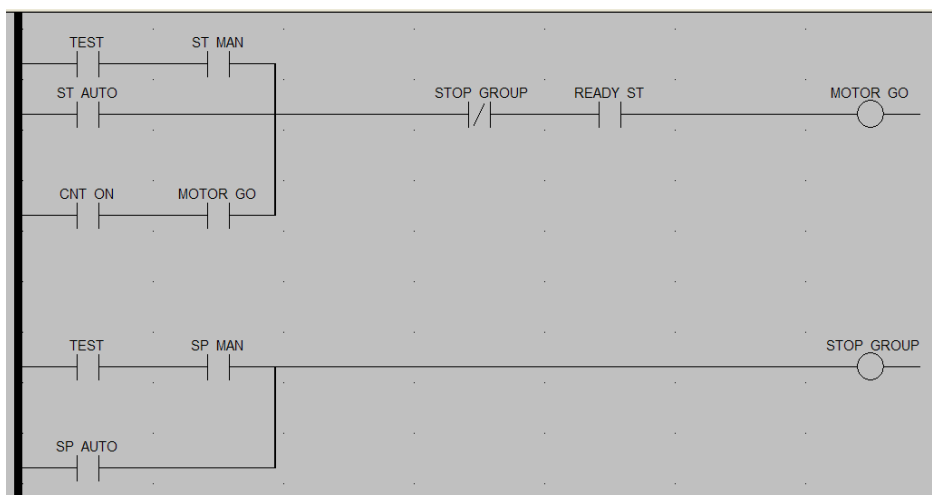 TEST ST MAN
ST AUTO STOP GROUP READY ST MOTOR GO
CNT ON MOTOR GO
TEST SP MAN STOP GROUP
SP AUTO